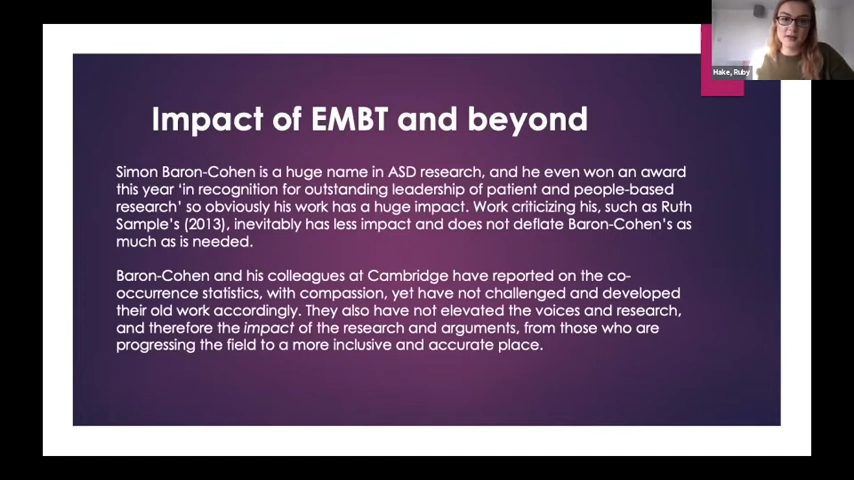 Hake, Ruby
Impact of EMBT and beyond
Simon Baron-Cohen is a huge name in ASD research, and he even won an award
this year ‘in recognition for outstanding leadership of patient and people-based
research’ so obviously his work has a huge impact. Work criticizing his, such as Ruth
Sample’s (2013), inevitably has less impact and does not deflate Baron-Cohen’s as
much as is needed.
Baron-Cohen and his colleagues at Cambridge have reported on the co-
occurrence statistics, with compassion, yet have not challenged and developed
their old work accordingly. They also have not elevated the voices and research,
and therefore the impact of the research and arguments, from those who are
progressing the field to a more inclusive and accurate place.